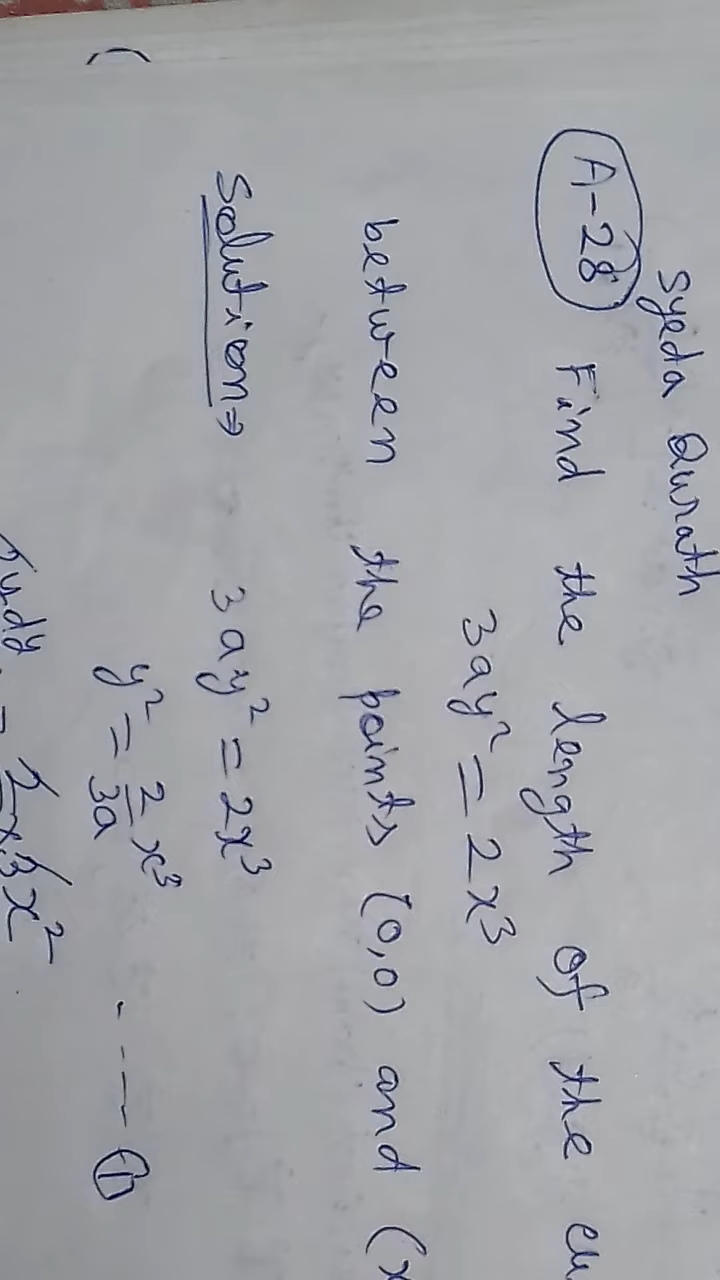 Syeda Qurath
A-28 Find the length of the
3ay² = 2x³
between the points (0,0) and (x
Solution⇒ 3ay² = 2x³
y² = 2/3a x³ ----①